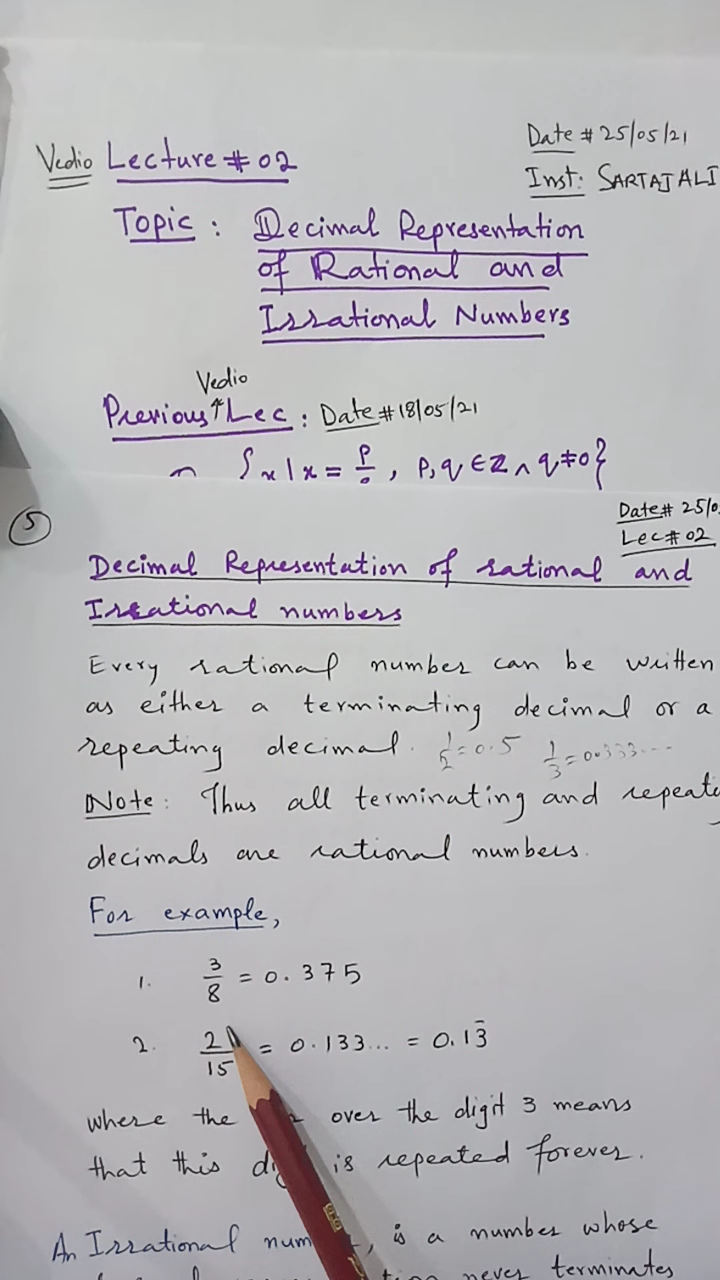 Vedio Lecture # 02
Date # 25/05/21
Inst: SARTAJ ALI
Topic: Decimal Representation
of Rational and
Irrational Numbers
Vedio
Previous ↑ Lec: Date # 18/05/21
{x | x = P/, P, q ∈ Z ∧ q ≠ 0}
5
Date# 25/0
Lec# 02
Decimal Representation of rational and
Irrational numbers
Every rational number can be written
as either a terminating decimal or a
repeating decimal. 1/2 = 0.5 1/3 = 0.333...
Note: Thus all terminating and repeat
decimals are rational numbers.
For example,
1. 3/8 = 0.375
2. 2/15 = 0.133... = 0.13̄
where the over the digit 3 means
that this is repeated forever.
An Irrational num, is a number whose
never terminates